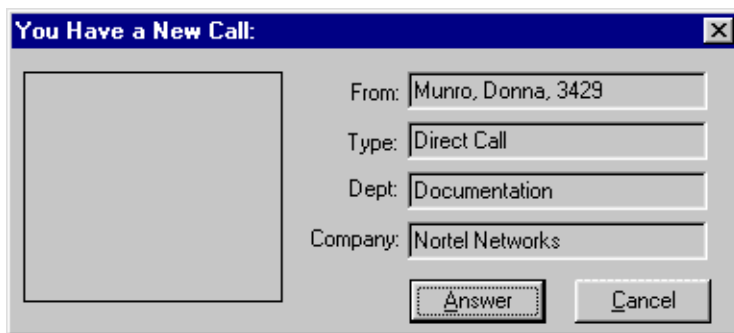 You Have a New Call:
From: Munro, Donna, 3429
Type: Direct Call
Dept: Documentation
Company: Nortel Networks
Answer Cancel